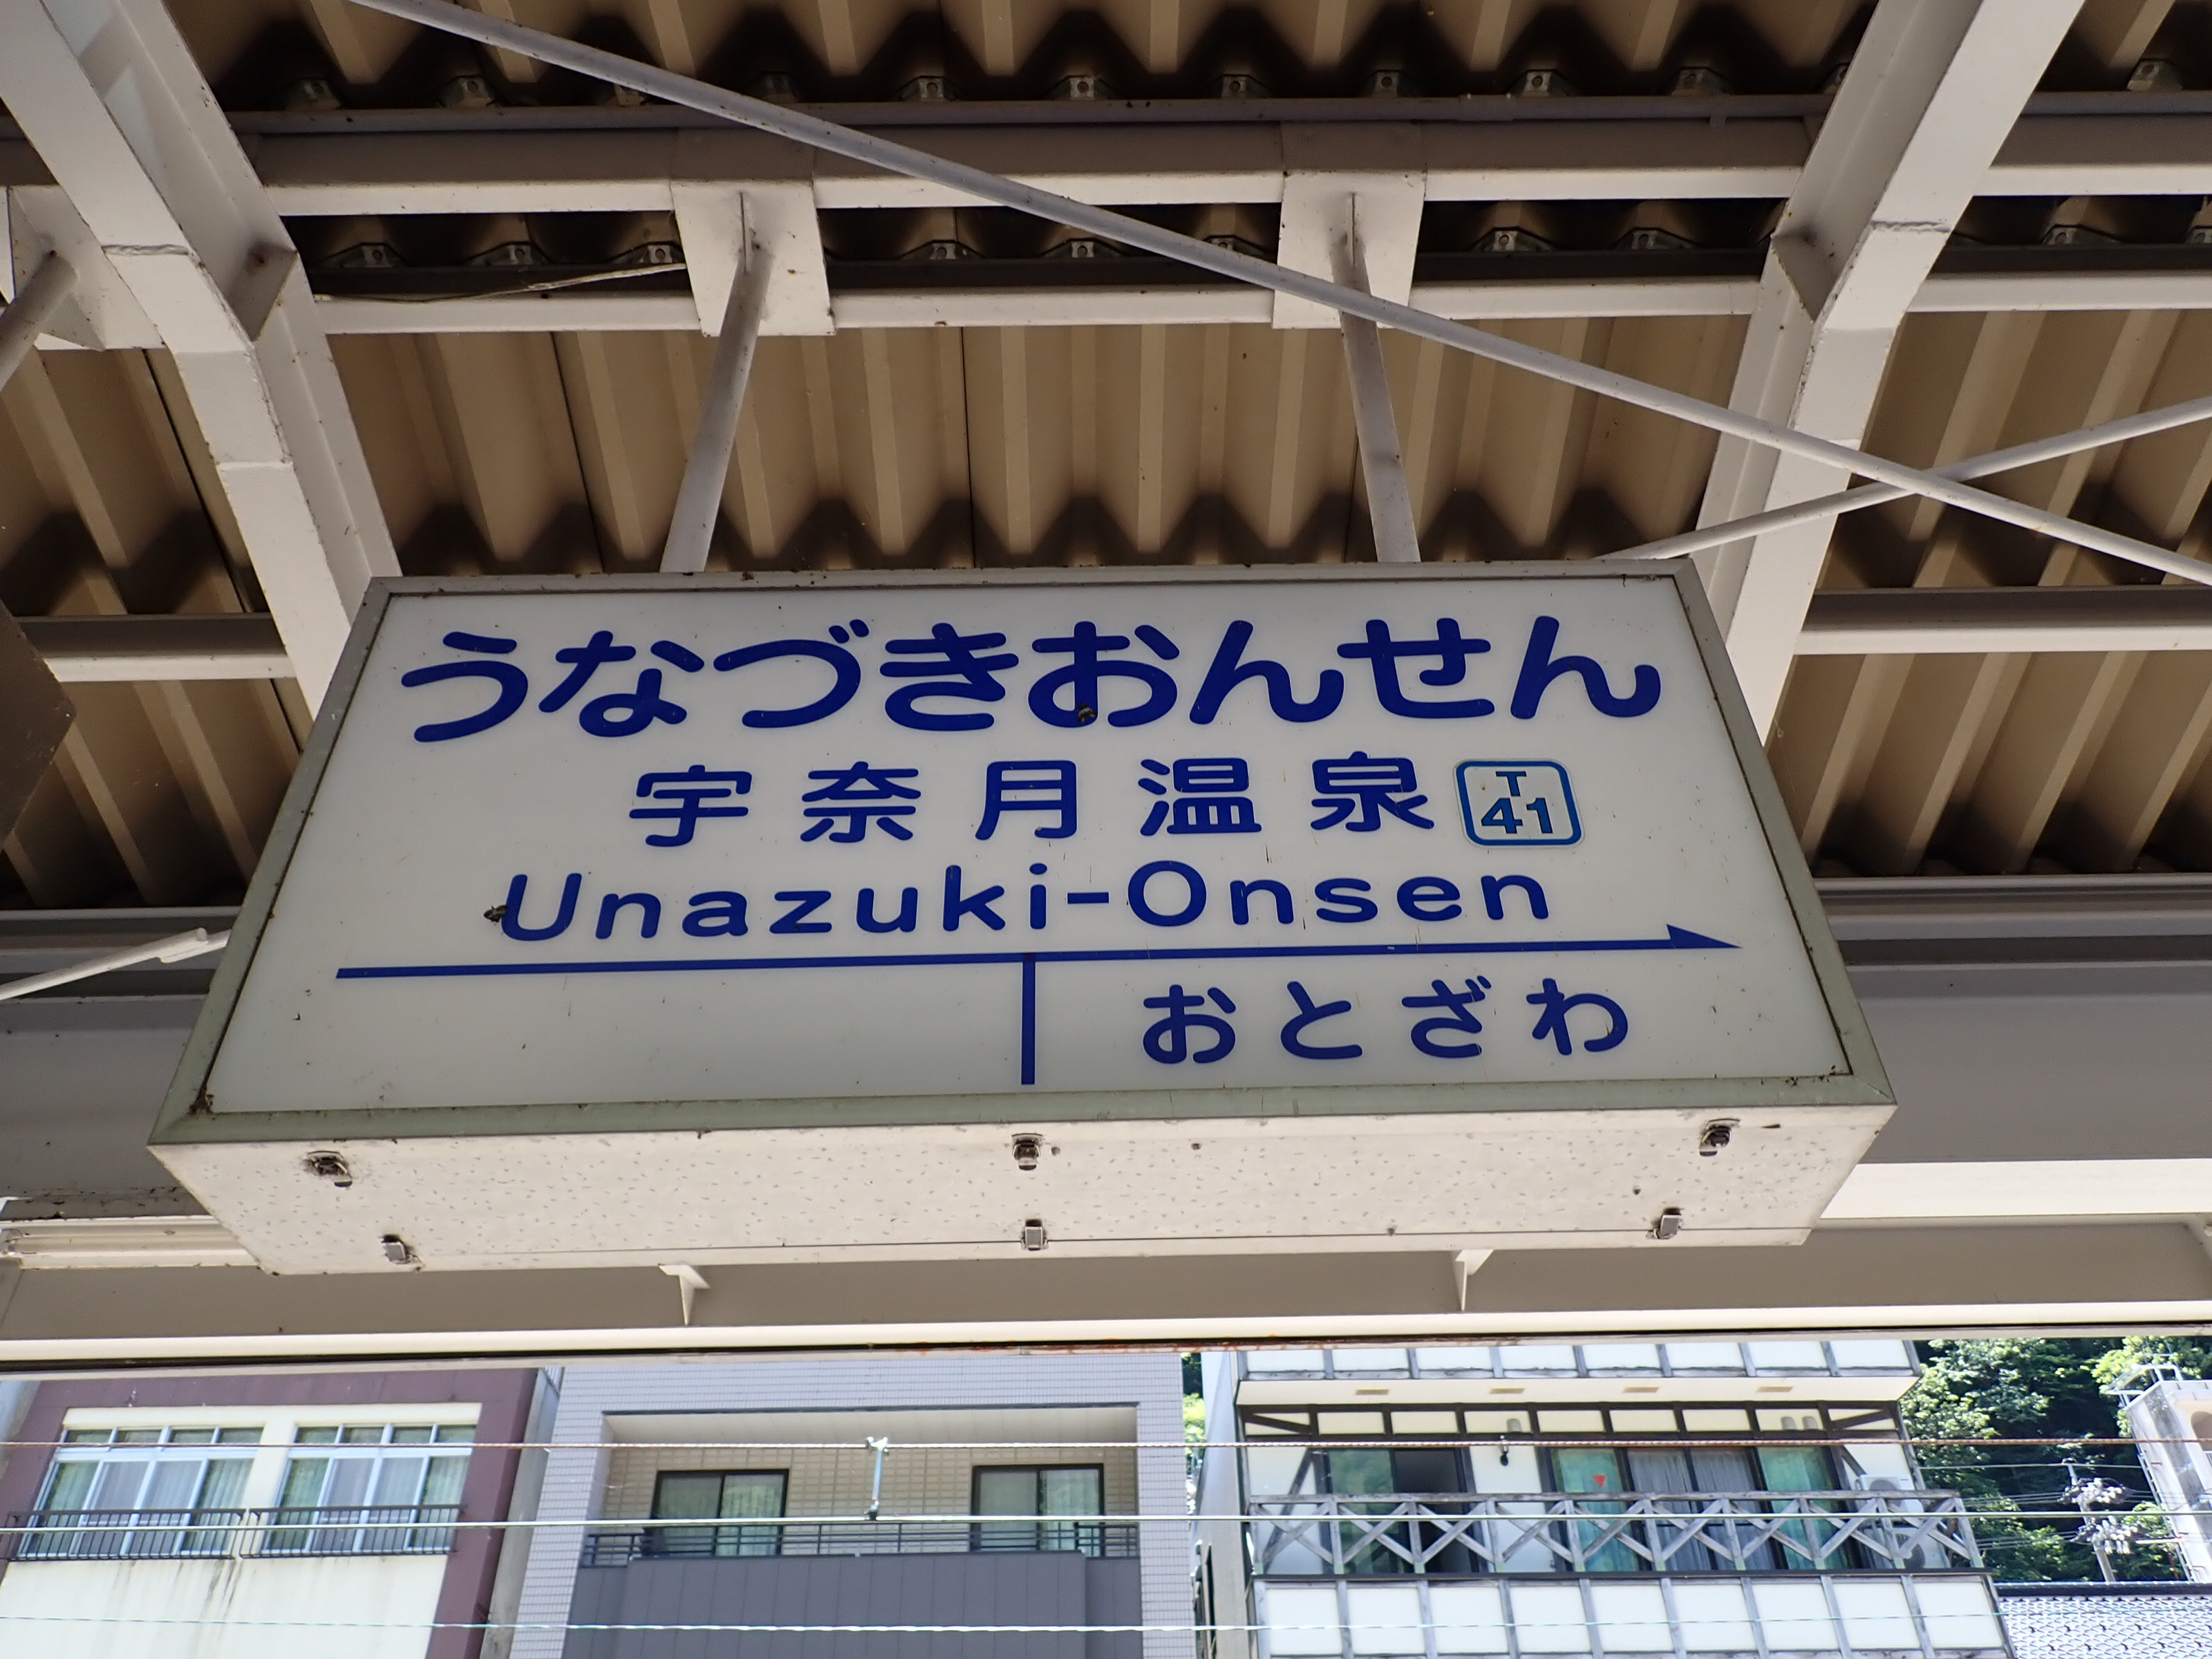 うなづきおんせん
宇奈月温泉 T 41
Unazuki-Onsen
おとざわ